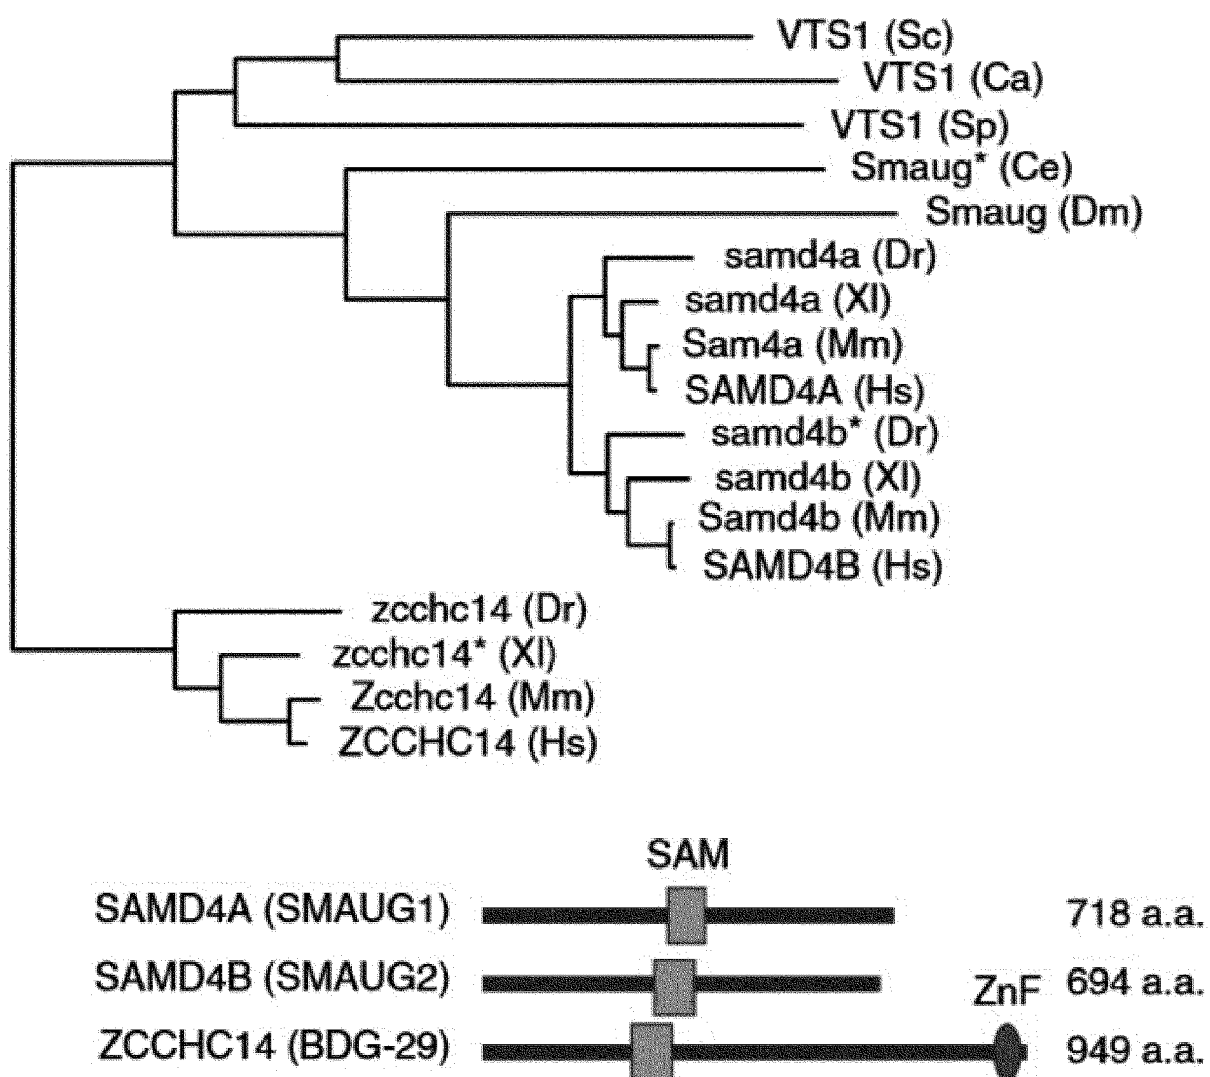 VTS1 (Sc)
VTS1 (Ca)
VTS1 (Sp)
Smaug* (Ce)
Smaug (Dm)
samd4a (Dr)
samd4a (Xl)
Sam4a (Mm)
SAMD4A (Hs)
samd4b* (Dr)
samd4b (Xl)
Samd4b (Mm)
SAMD4B (Hs)
zcchc14 (Dr)
zcchc14* (Xl)
Zcchc14 (Mm)
ZCCHC14 (Hs)
SAM
SAMD4A (SMAUG1) 718 a.a.
SAMD4B (SMAUG2) ZnF 694 a.a.
ZCCHC14 (BDG-29) 949 a.a.